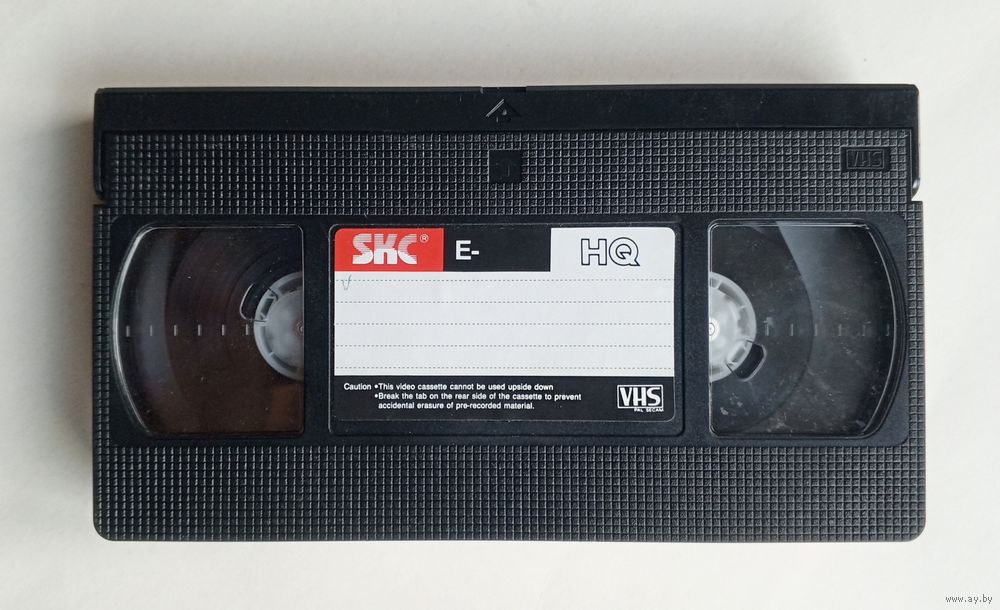 VHS
SKC® E- HQ
Caution •This video cassette cannot be used upside down
•Break the tab on the rear side of the cassette to prevent
accidental erasure of pre-recorded material.
VHS
PAL SECAM
www.ay.by